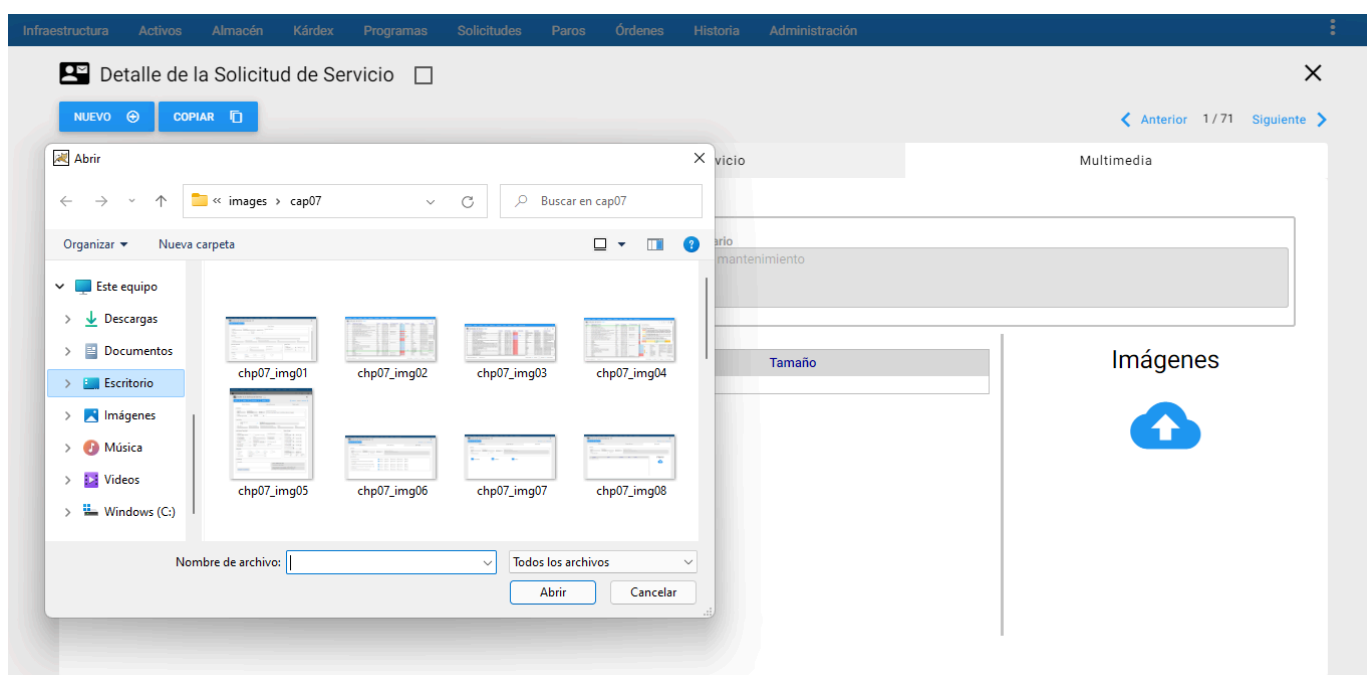 Infraestructura Activos Almacén Kárdex Programas Solicitudes Paros Órdenes Historia Administración
Detalle de la Solicitud de Servicio
NUEVO COPIAR
Anterior 1 / 71 Siguiente
Abrir
vicio
Multimedia
« images › cap07
Buscar en cap07
Organizar Nueva carpeta
ario
mantenimiento
Este equipo
Descargas
Documentos
Escritorio
Imágenes
Música
Videos
Windows (C:)
chp07_img01 chp07_img02 chp07_img03 chp07_img04
chp07_img05 chp07_img06 chp07_img07 chp07_img08
Tamaño
Imágenes
Nombre de archivo:
Todos los archivos
Abrir Cancelar